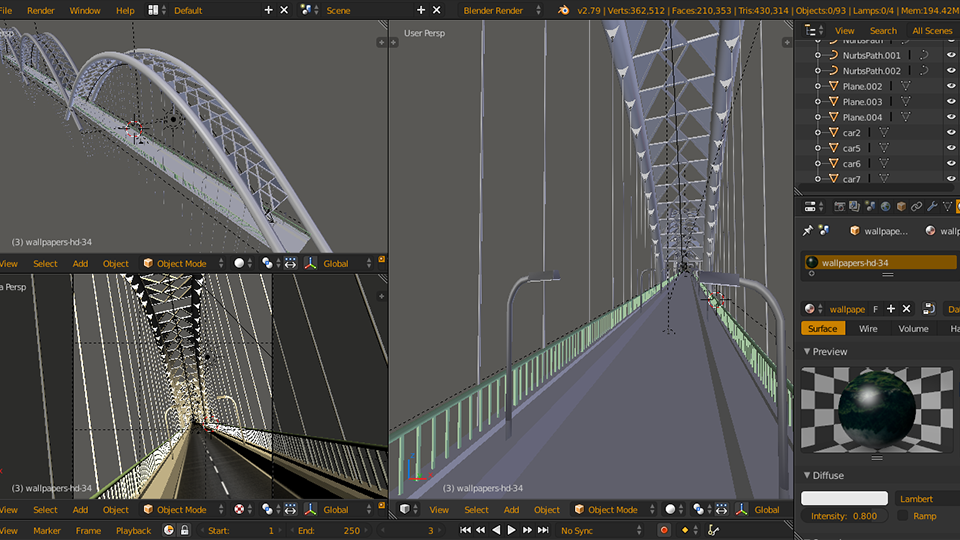 File Render Window Help Default Scene Blender Render v2.79 | Verts:362,512 | Faces:210,353 | Tris:430,314 | Objects:0/93 | Lamps:0/4 | Mem:194.42M
User Persp
View Search All Scenes
NurbsPath
NurbsPath.001
NurbsPath.002
Plane.002
Plane.003
Plane.004
car2
car5
car6
car7
(3) wallpapers-hd-34
View Select Add Object Object Mode Global
Persp
(3) wallpapers-hd-34
View Select Add Object Object Mode Global
(3) wallpapers-hd-34
View Select Add Object Object Mode Global
View Marker Frame Playback Start: 1 End: 250 3 No Sync
wallpape...
wallp
wallpapers-hd-34
wallpape F Da
Surface Wire Volume Ha
Preview
Diffuse
Lambert
Intensity: 0.800 Ramp